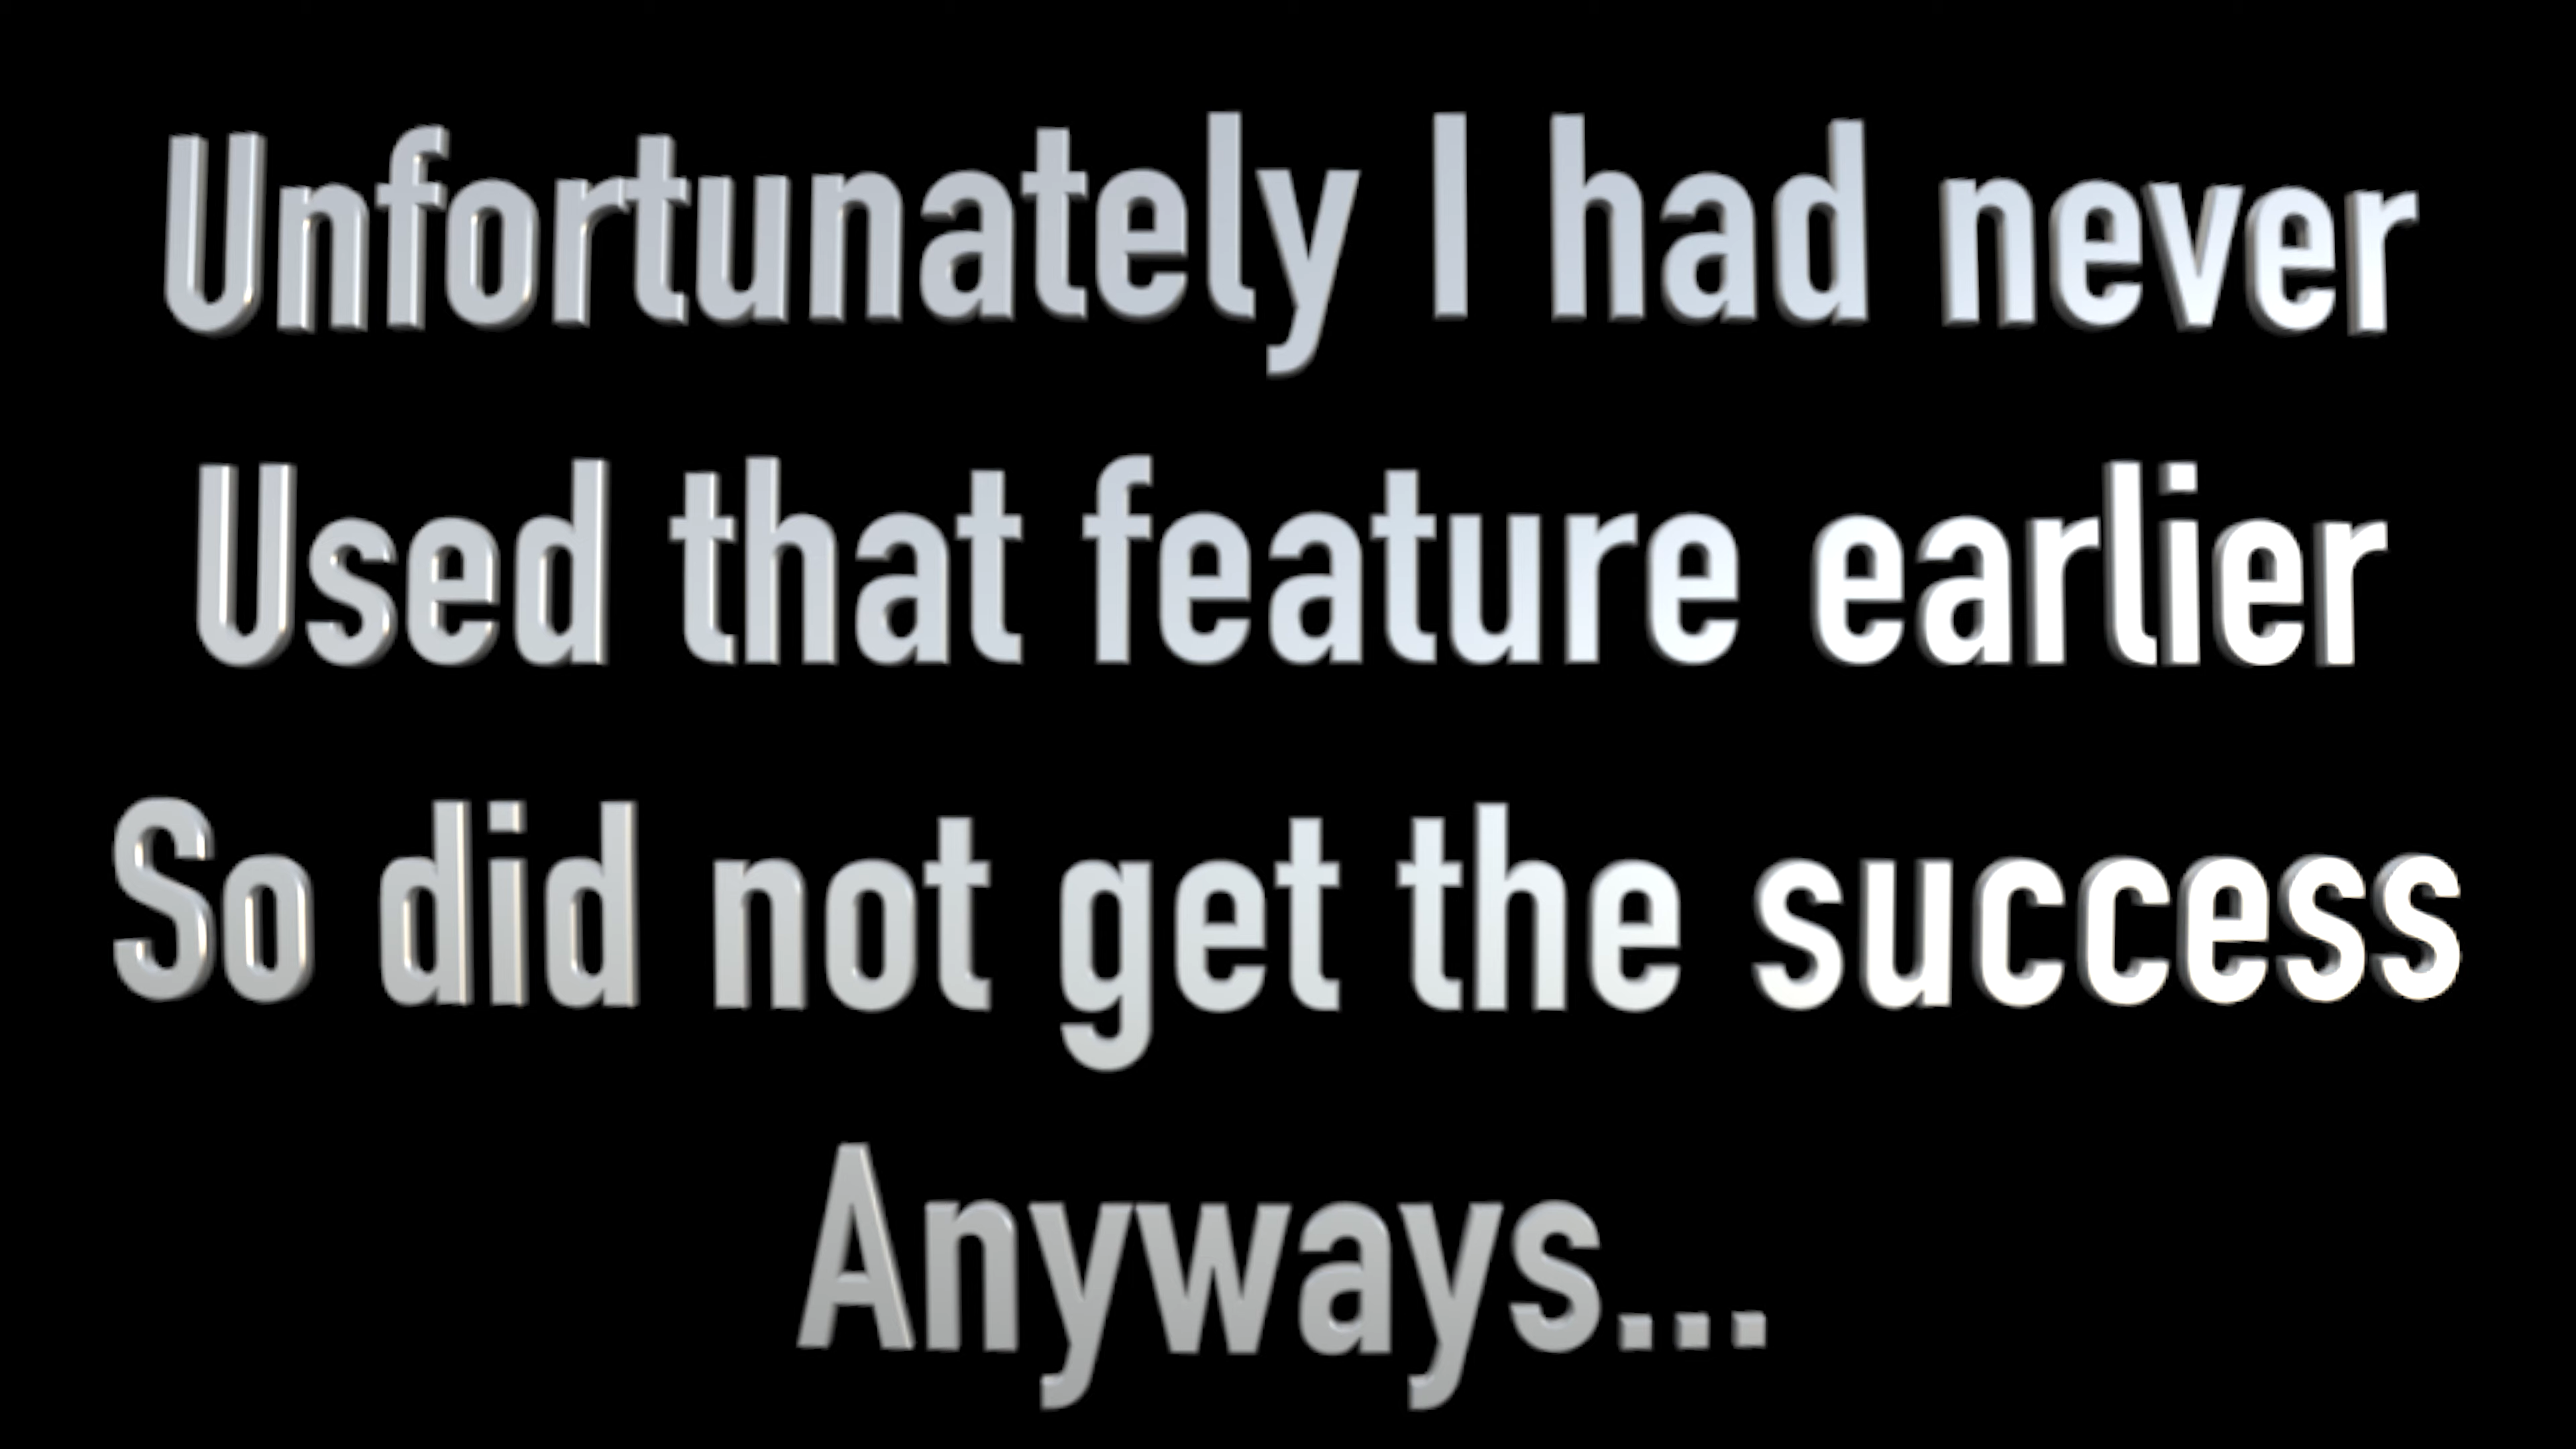 Unfortunately I had never
Used that feature earlier
So did not get the success
Anyways...